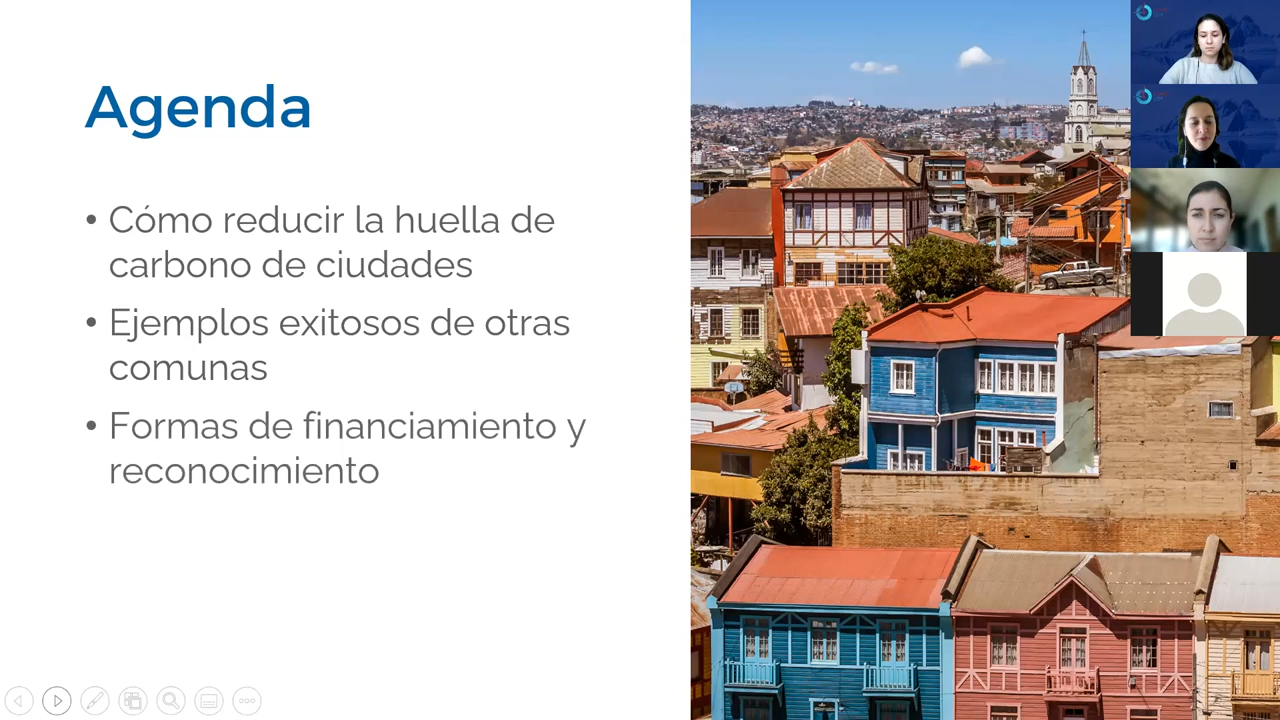 Agenda
• Cómo reducir la huella de
carbono de ciudades
• Ejemplos exitosos de otras
comunas
• Formas de financiamiento y
reconocimiento